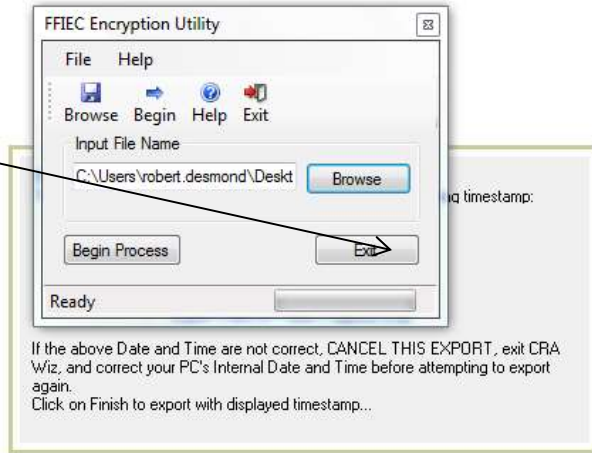 FFIEC Encryption Utility
File Help
Browse Begin Help Exit
Input File Name
C:\Users\robert.desmond\Deskt Browse
timestamp:
Begin Process Exit
Ready
If the above Date and Time are not correct, CANCEL THIS EXPORT, exit CRA
Wiz, and correct your PC's Internal Date and Time before attempting to export
again.
Click on Finish to export with displayed timestamp...